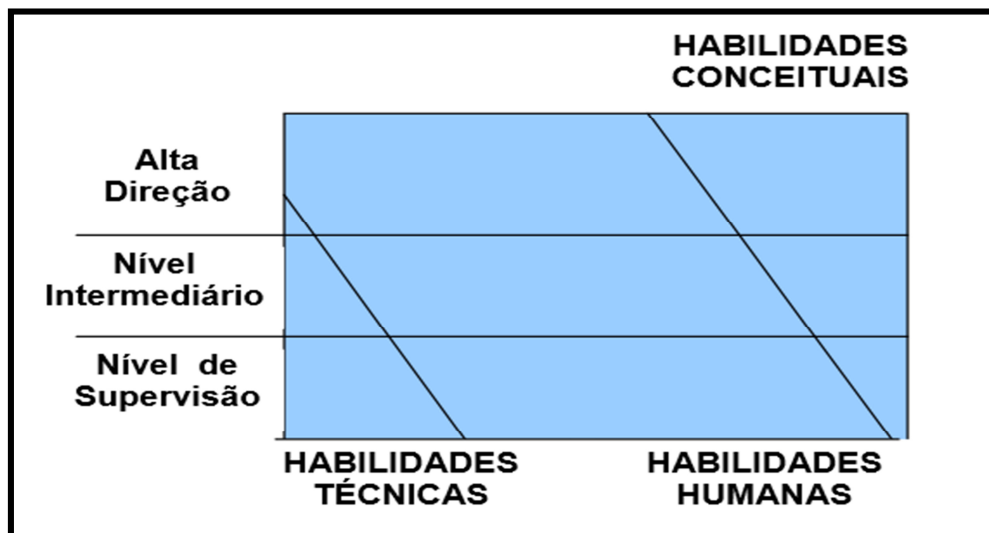 HABILIDADES
CONCEITUAIS
Alta
Direção
Nível
Intermediário
Nível de
Supervisão
HABILIDADES
TÉCNICAS
HABILIDADES
HUMANAS